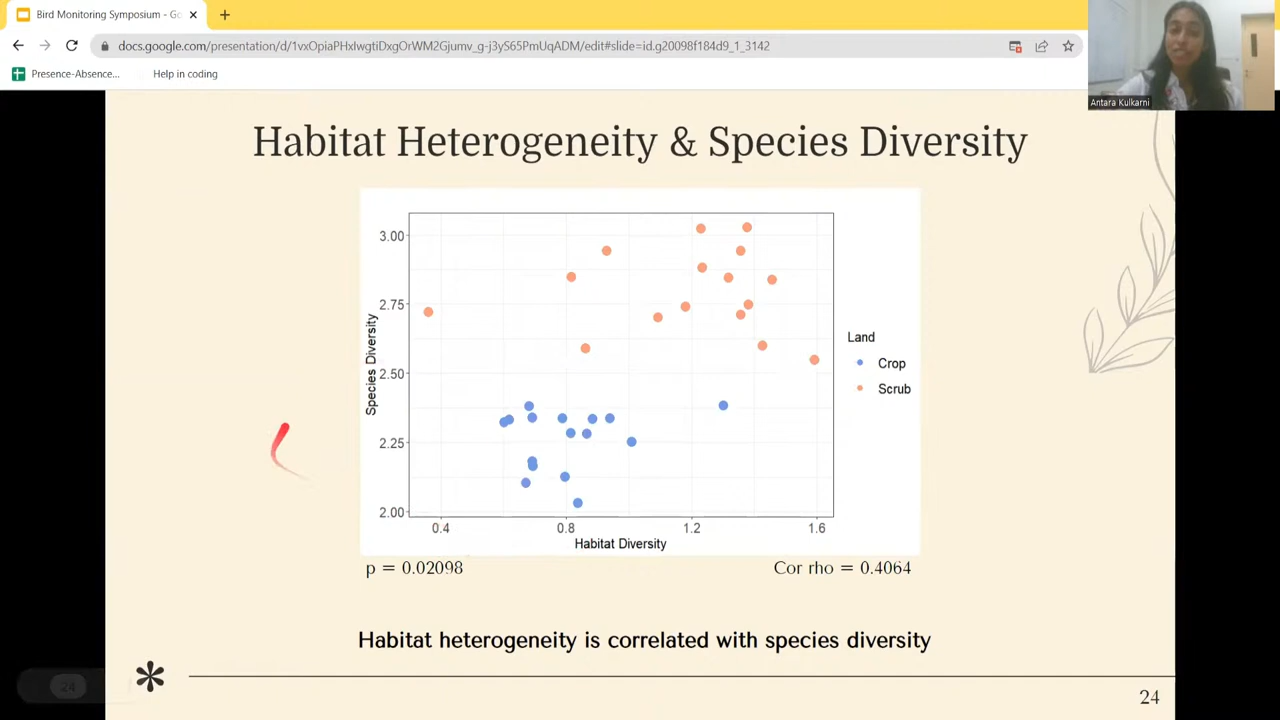 Bird Monitoring Symposium - Go
docs.google.com/presentation/d/1vxOpiaPHxlwgtiDxgOrWM2Gjumv_g-j3yS65PmUqADM/edit#slide=id.g20098f184d9_1_3142
Presence-Absence... Help in coding
Antara Kulkarni
Habitat Heterogeneity & Species Diversity
3.00
2.75
2.50
2.25
2.00
Species Diversity
0.4 0.8 1.2 1.6
Habitat Diversity
Land
Crop
Scrub
p = 0.02098 Cor rho = 0.4064
Habitat heterogeneity is correlated with species diversity
24
24